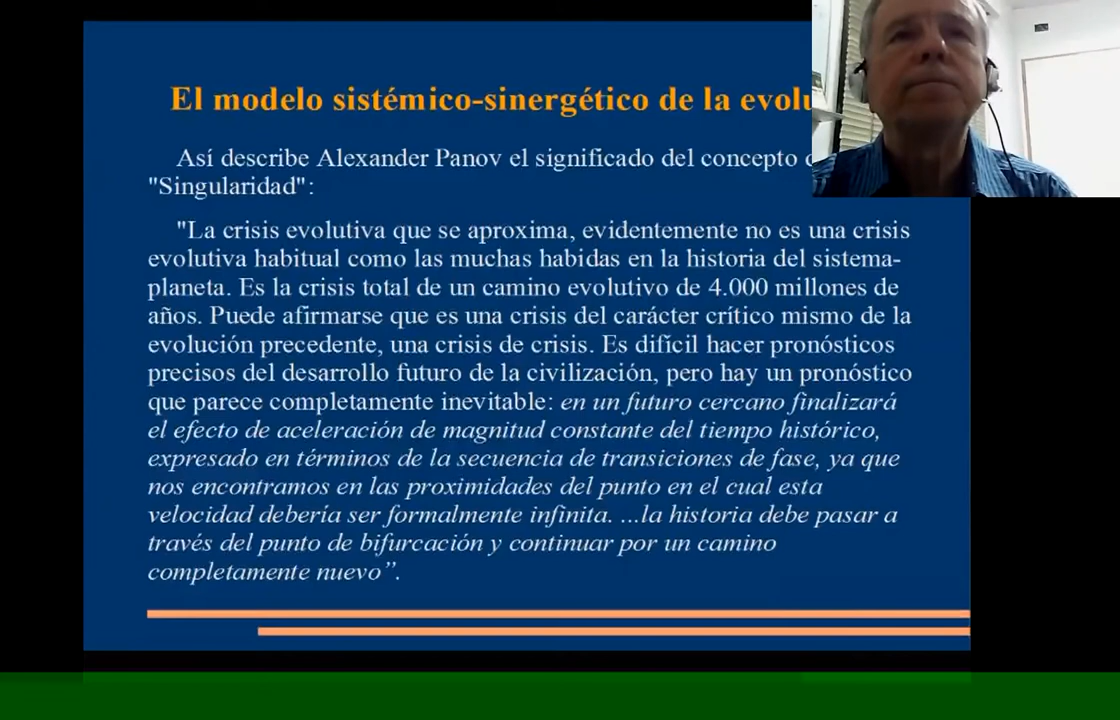 El modelo sistémico-sinergético de la
Así describe Alexander Panov el significado del concepto
"Singularidad":
"La crisis evolutiva que se aproxima, evidentemente no es una crisis
evolutiva habitual como las muchas habidas en la historia del sistema-
planeta. Es la crisis total de un camino evolutivo de 4.000 millones de
años. Puede afirmarse que es una crisis del carácter crítico mismo de la
evolución precedente, una crisis de crisis. Es difícil hacer pronósticos
precisos del desarrollo futuro de la civilización, pero hay un pronóstico
que parece completamente inevitable: en un futuro cercano finalizará
el efecto de aceleración de magnitud constante del tiempo histórico,
expresado en términos de la secuencia de transiciones de fase, ya que
nos encontramos en las proximidades del punto en el cual esta
velocidad debería ser formalmente infinita. ...la historia debe pasar a
través del punto de bifurcación y continuar por un camino
completamente nuevo”.